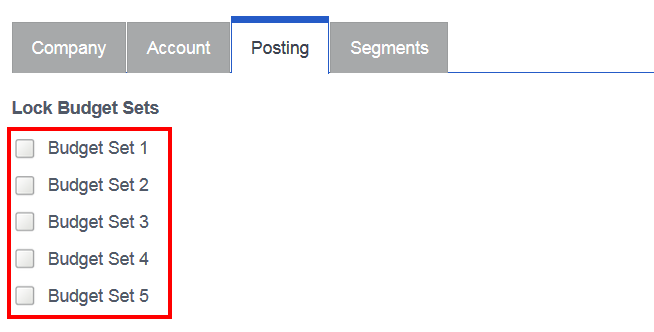 Company Account Posting Segments
Lock Budget Sets
Budget Set 1
Budget Set 2
Budget Set 3
Budget Set 4
Budget Set 5